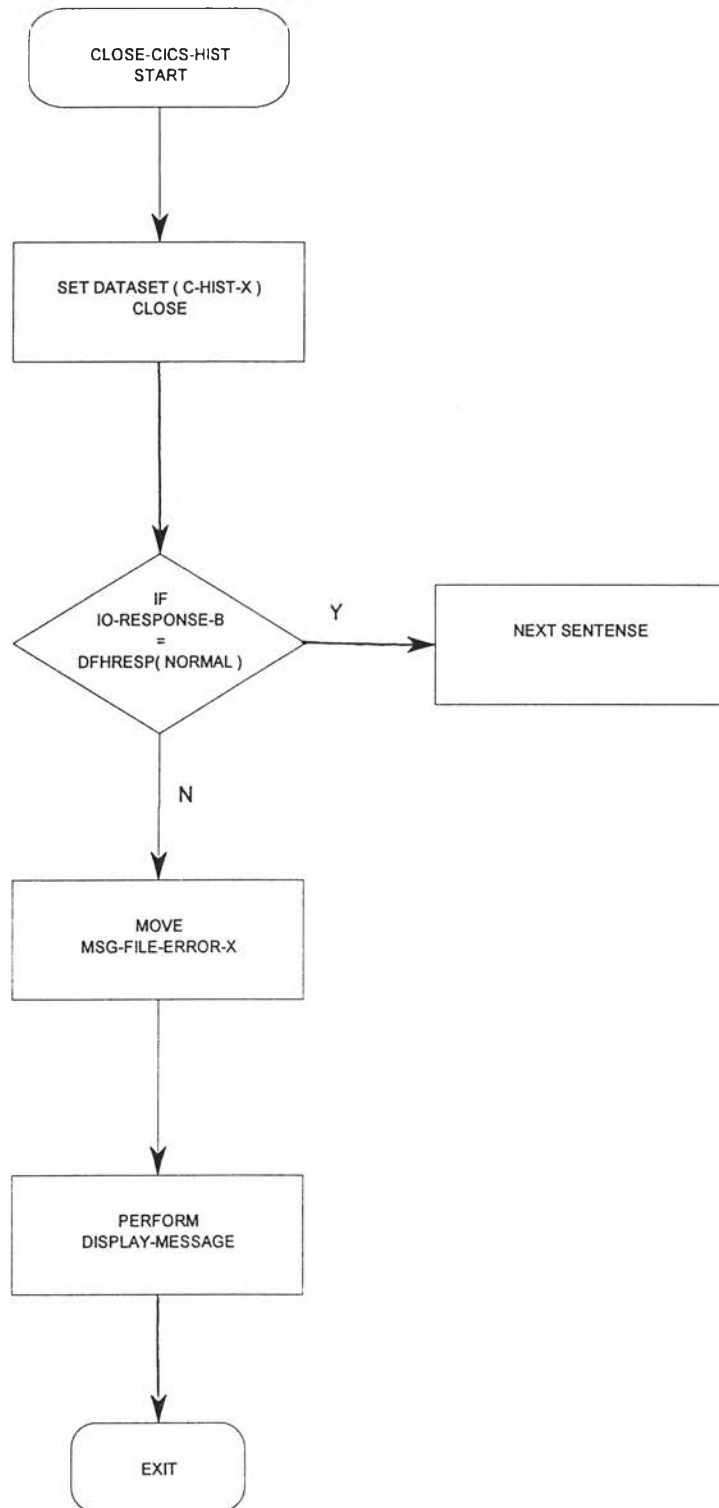 CLOSE-CICS-HIST
START
SET DATASET ( C-HIST-X )
CLOSE
IF
IO-RESPONSE-B
=
DFHRESP( NORMAL )
Y
NEXT SENTENSE
N
MOVE
MSG-FILE-ERROR-X
PERFORM
DISPLAY-MESSAGE
EXIT